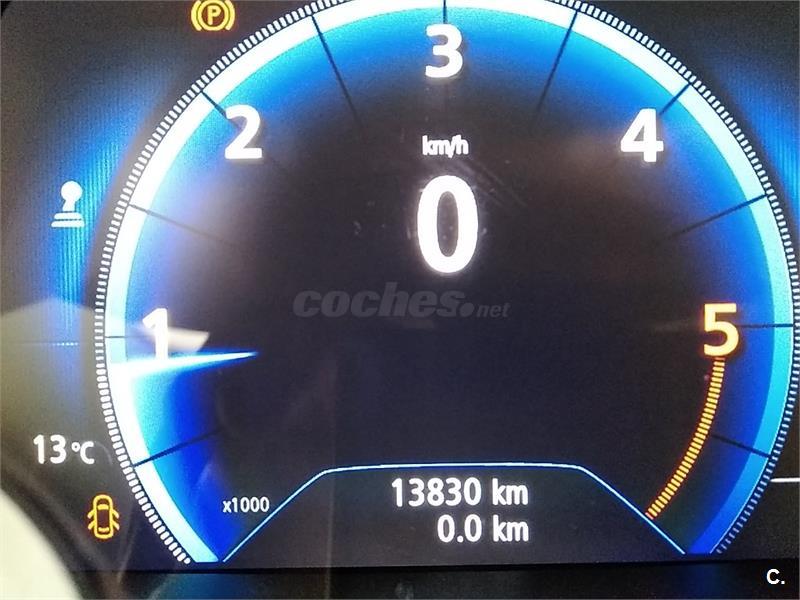 P
3
2
4
km/h
0
coches.net
1
5
13°C
x1000
13830 km
0.0 km
C.